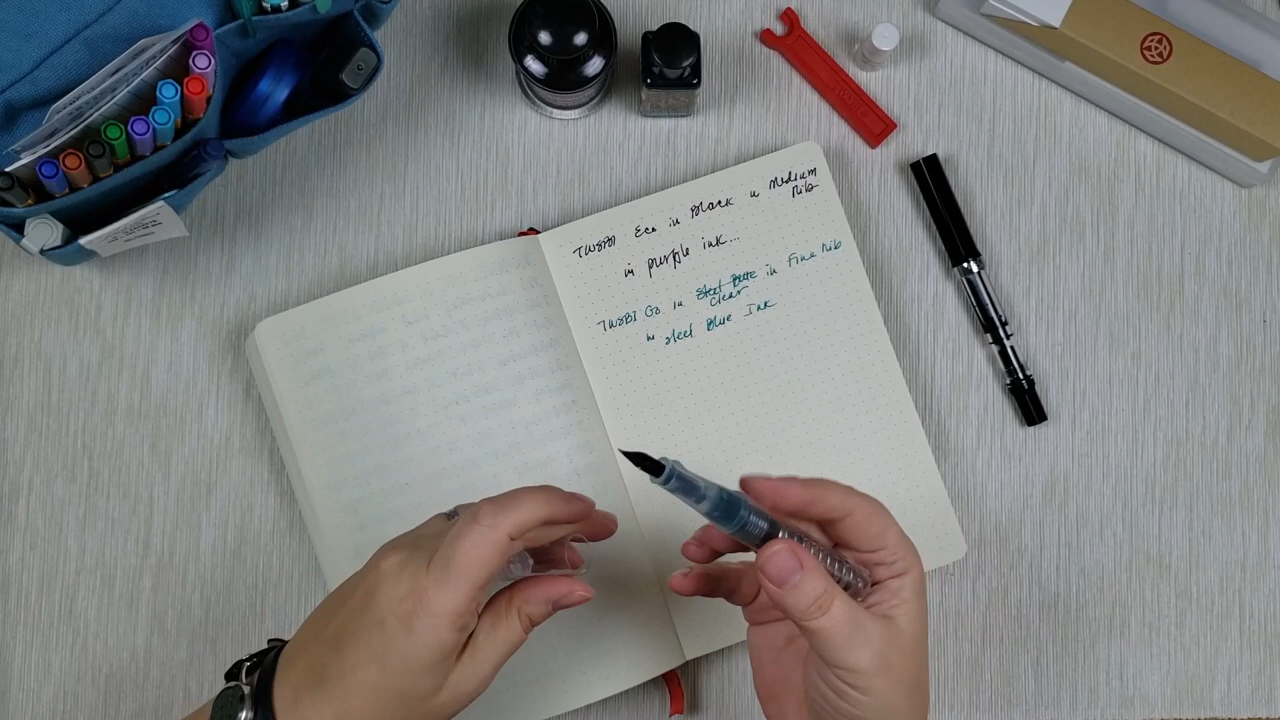 TWSBI Eco in Black in Medium
Nib
in purple ink...
TWSBI Go in Steel Blue in Fine Nib
clear
in Steel Blue Ink